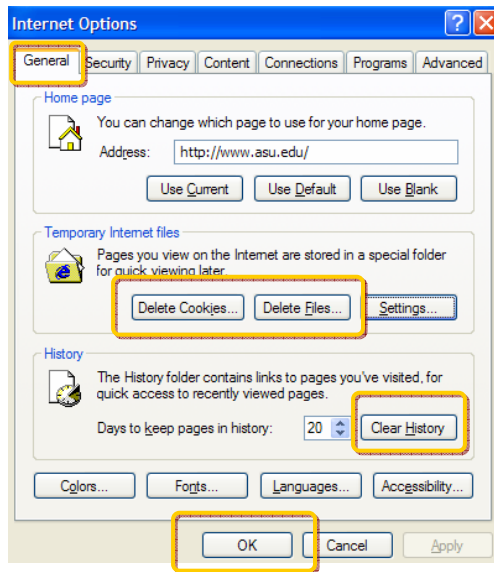 Internet Options
General Security Privacy Content Connections Programs Advanced
Home page
You can change which page to use for your home page.
Address: http://www.asu.edu/
Use Current Use Default Use Blank
Temporary Internet files
Pages you view on the Internet are stored in a special folder
for quick viewing later.
Delete Cookies... Delete Files... Settings...
History
The History folder contains links to pages you've visited, for
quick access to recently viewed pages.
Days to keep pages in history: 20 Clear History
Colors... Fonts... Languages... Accessibility...
OK Cancel Apply